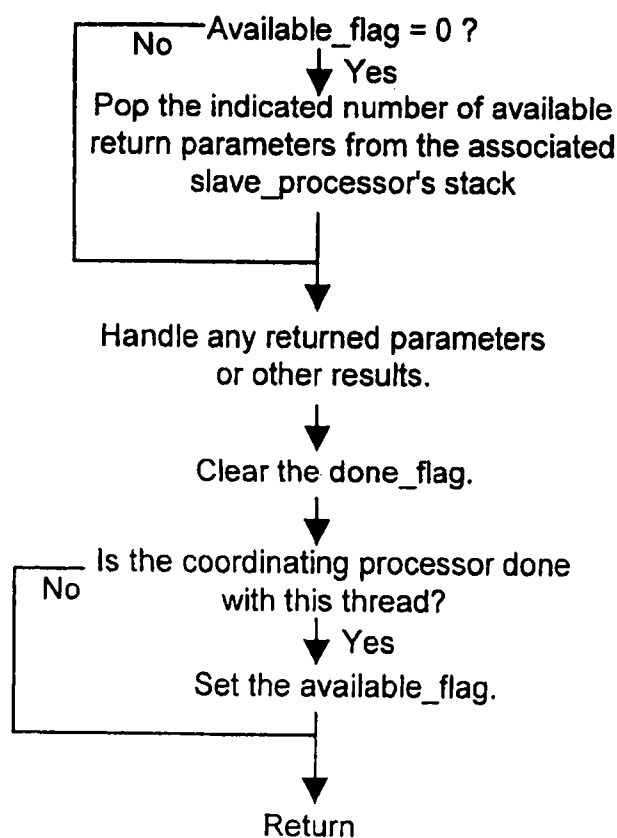 Available_flag = 0 ?
No
Yes
Pop the indicated number of available
return parameters from the associated
slave_processor's stack
Handle any returned parameters
or other results.
Clear the done_flag.
Is the coordinating processor done
No
with this thread?
Yes
Set the available_flag.
Return